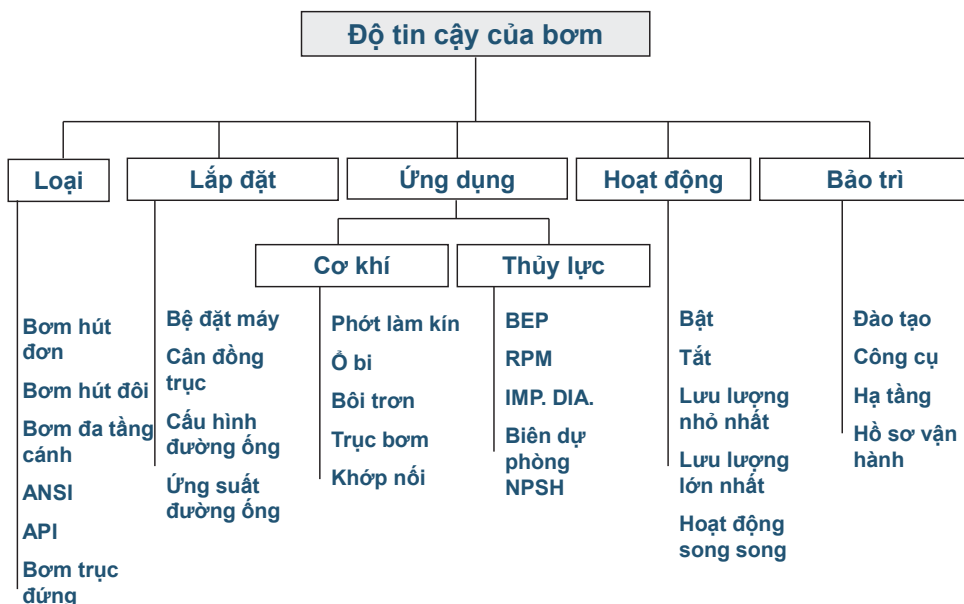 Độ tin cậy của bơm
Loại
Lắp đặt
Ứng dụng
Hoạt động
Bảo trì
Cơ khí
Thủy lực
Bơm hút
đơn
Bơm hút đôi
Bơm đa tầng
cánh
ANSI
API
Bơm trục
đứng
Bệ đặt máy
Cân đồng
trục
Cấu hình
đường ống
Ứng suất
đường ống
Phớt làm kín
Ổ bi
Bôi trơn
Trục bơm
Khớp nối
BEP
RPM
IMP. DIA.
Biên dự
phòng
NPSH
Bật
Tắt
Lưu lượng
nhỏ nhất
Lưu lượng
lớn nhất
Hoạt động
song song
Đào tạo
Công cụ
Hạ tầng
Hồ sơ vận
hành